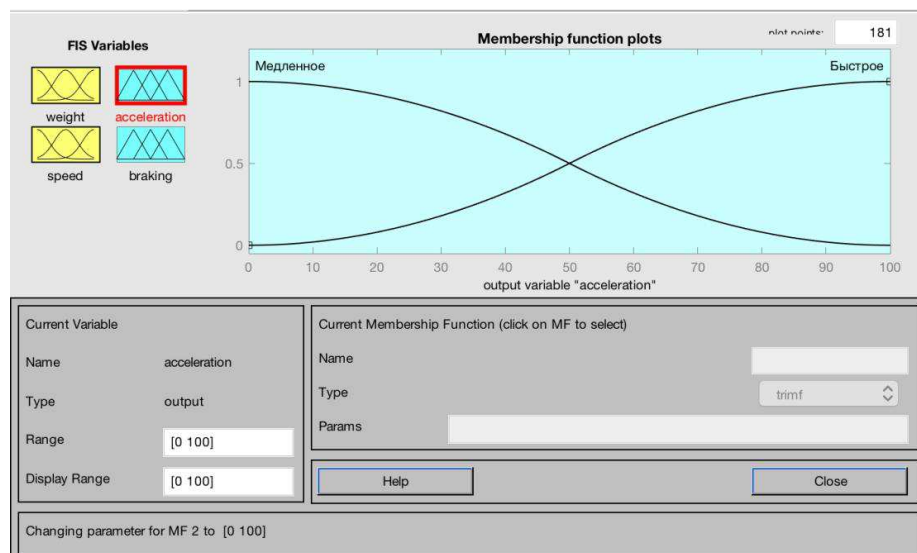 FIS Variables
weight
acceleration
speed
braking
Membership function plots
plot points:
181
Медленное
Быстрое
1
0.5
0
0 10 20 30 40 50 60 70 80 90 100
output variable "acceleration"
Current Variable
Name acceleration
Type output
Range [0 100]
Display Range [0 100]
Current Membership Function (click on MF to select)
Name
Type trimf
Params
Help
Close
Changing parameter for MF 2 to [0 100]